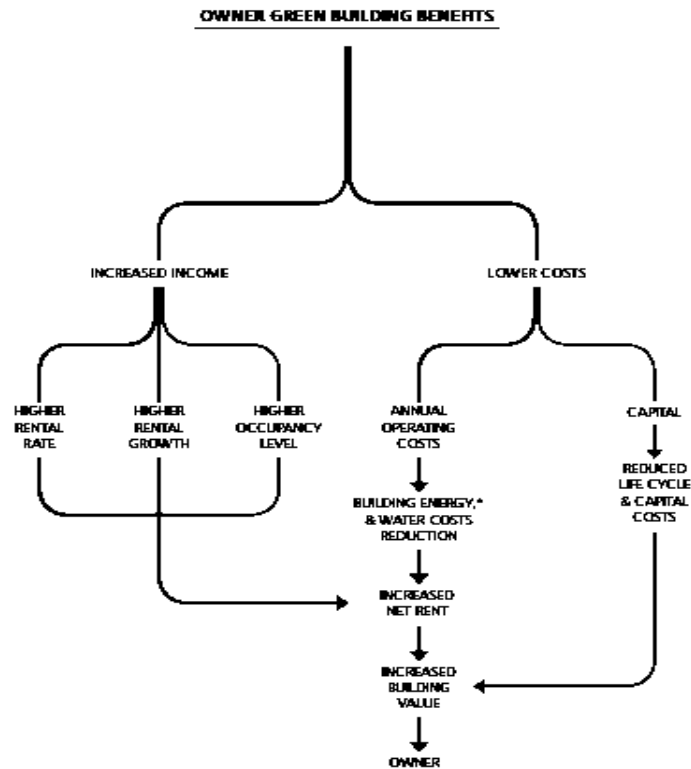 OWNER GREEN BUILDING BENEFITS
INCREASED INCOME
LOWER COSTS
HIGHER
RENTAL
RATE
HIGHER
RENTAL
GROWTH
HIGHER
OCCUPANCY
LEVEL
ANNUAL
OPERATING
COSTS
CAPITAL
REDUCED
LIFE CYCLE
& CAPITAL
COSTS
BUILDING ENERGY,*
& WATER COSTS
REDUCTION
INCREASED
NET RENT
INCREASED
BUILDING
VALUE
OWNER